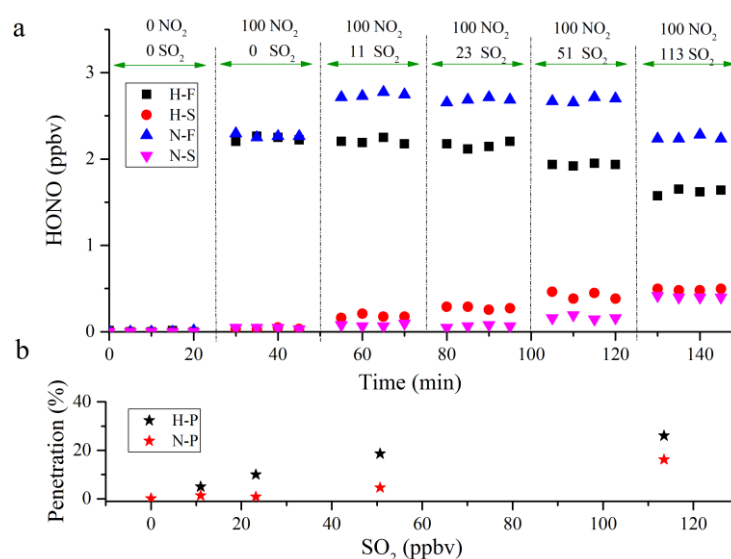 a
0 NO2 100 NO2 100 NO2 100 NO2 100 NO2 100 NO2
0 SO2 0 SO2 11 SO2 23 SO2 51 SO2 113 SO2
3
2
1
0
HONO (ppbv)
H-F
H-S
N-F
N-S
0 20 40 60 80 100 120 140
Time (min)
b
40
20
0
Penetration (%)
H-P
N-P
0 20 40 60 80 100 120
SO2 (ppbv)